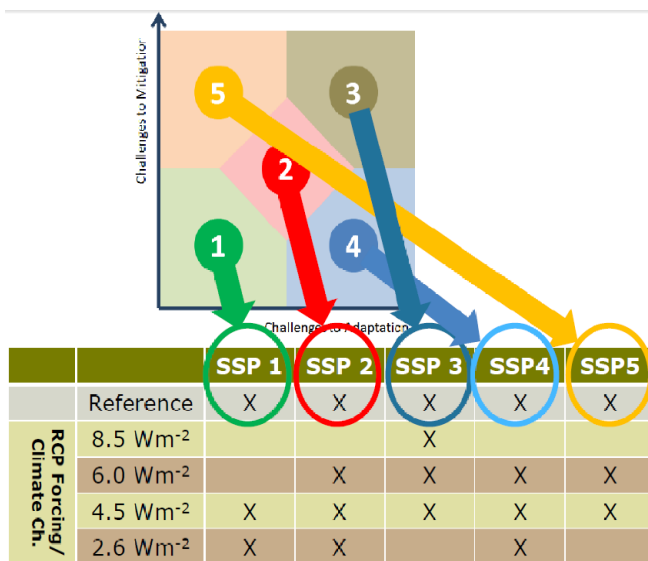 Challenges to Mitigation
5
3
2
1
4
Challenges to Adaptation
SSP 1 SSP 2 SSP 3 SSP4 SSP5
Reference X X X X X
RCP Forcing/
Climate Ch.
8.5 Wm-2 X
6.0 Wm-2 X X X X
4.5 Wm-2 X X X X X
2.6 Wm-2 X X X